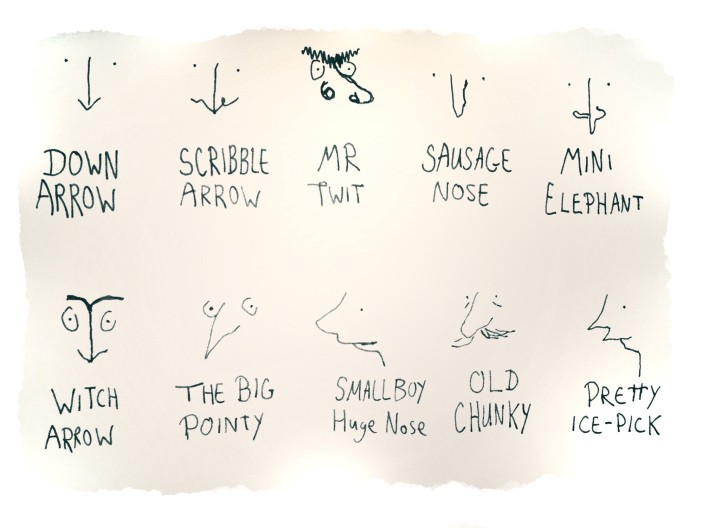 DOWN
ARROW
SCRIBBLE
ARROW
MR
TWIT
SAUSAGE
NOSE
MINI
ELEPHANT
WITCH
ARROW
THE BIG
POINTY
SMALLBOY
Huge Nose
OLD
CHUNKY
PRETTY
ICE-PICK